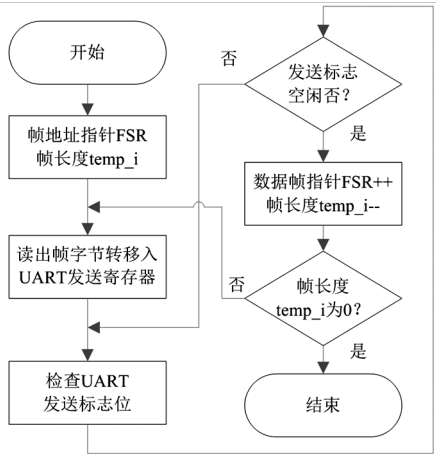 开始
帧地址指针FSR
帧长度temp_i
读出帧字节转移入
UART发送寄存器
检查UART
发送标志位
否
发送标志
空闲否?
是
数据帧指针FSR++
帧长度temp_i--
否
帧长度
temp_i为0?
是
结束